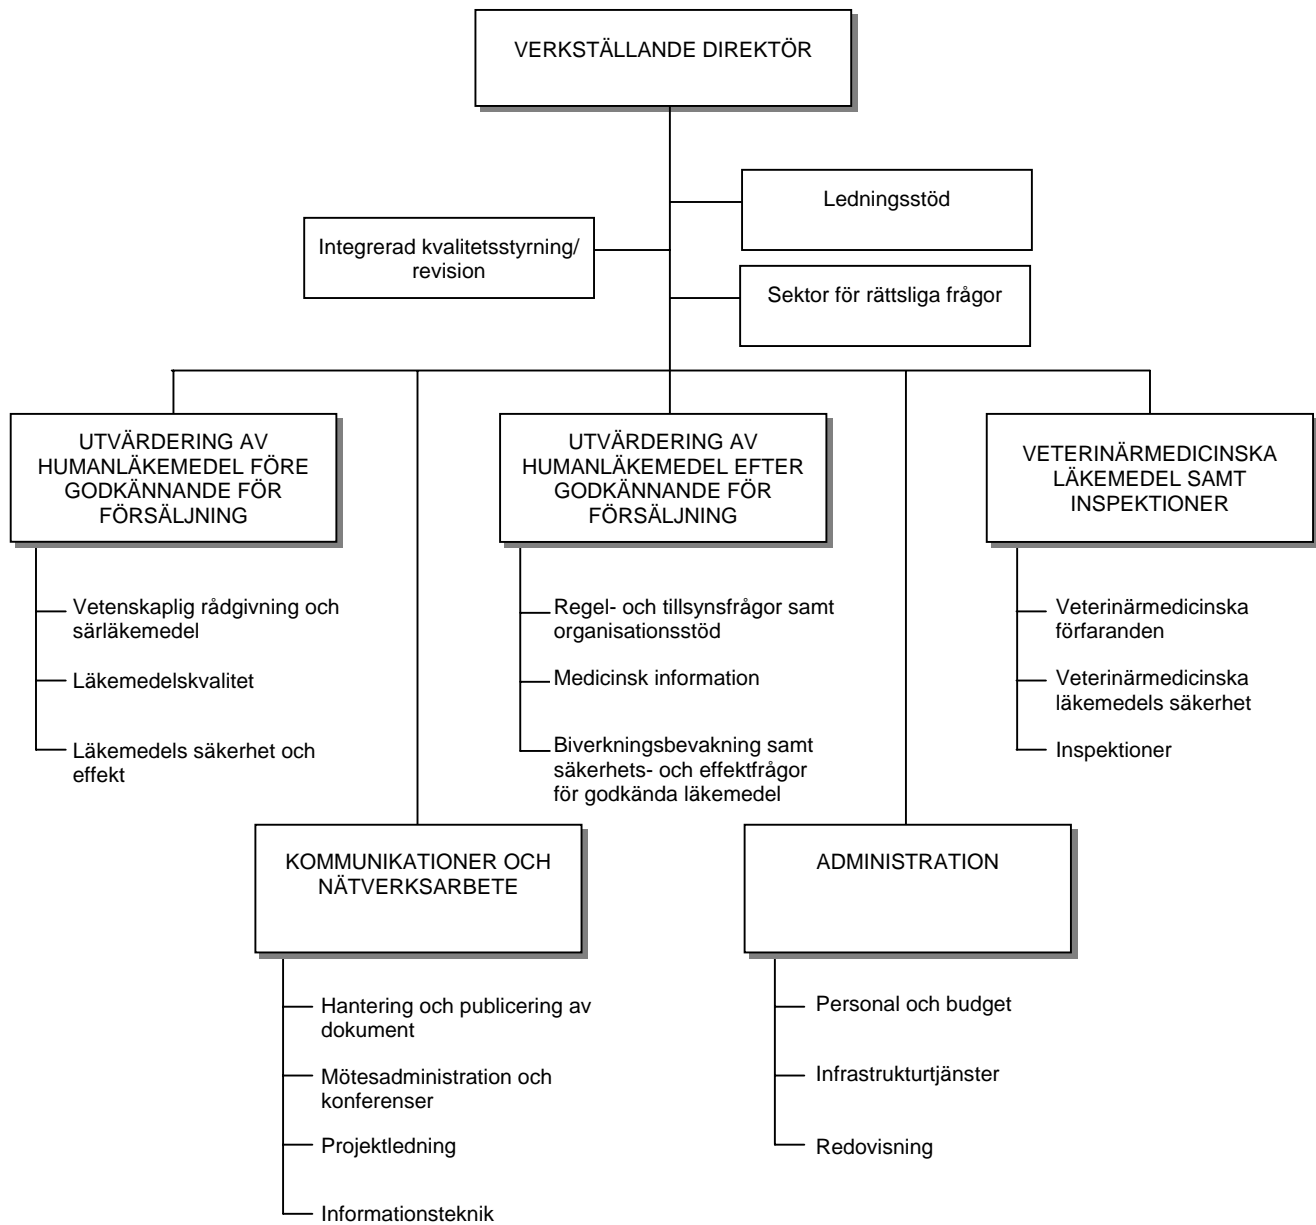 VERKSTÄLLANDE DIREKTÖR
Ledningsstöd
Integrerad kvalitetsstyrning/
revision
Sektor för rättsliga frågor
UTVÄRDERING AV
HUMANLÄKEMEDEL FÖRE
GODKÄNNANDE FÖR
FÖRSÄLJNING
Vetenskaplig rådgivning och
särläkemedel
Läkemedelskvalitet
Läkemedels säkerhet och
effekt
UTVÄRDERING AV
HUMANLÄKEMEDEL EFTER
GODKÄNNANDE FÖR
FÖRSÄLJNING
Regel- och tillsynsfrågor samt
organisationsstöd
Medicinsk information
Biverkningsbevakning samt
säkerhets- och effektfrågor
för godkända läkemedel
VETERINÄRMEDICINSKA
LÄKEMEDEL SAMT
INSPEKTIONER
Veterinärmedicinska
förfaranden
Veterinärmedicinska
läkemedels säkerhet
Inspektioner
KOMMUNIKATIONER OCH
NÄTVERKSARBETE
Hantering och publicering av
dokument
Mötesadministration och
konferenser
Projektledning
Informationsteknik
ADMINISTRATION
Personal och budget
Infrastrukturtjänster
Redovisning